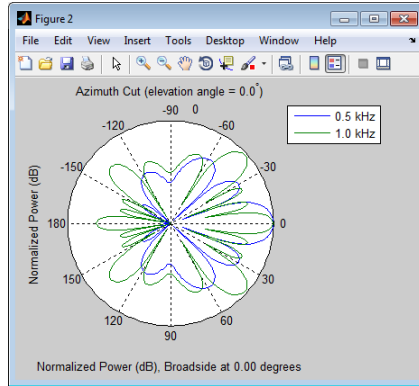 Figure 2
File Edit View Insert Tools Desktop Window Help
Azimuth Cut (elevation angle = 0.0°)
-90 0
-120 -60
0.5 kHz
1.0 kHz
-150 -30
Normalized Power (dB)
180 0
150 30
120 60
90
Normalized Power (dB), Broadside at 0.00 degrees